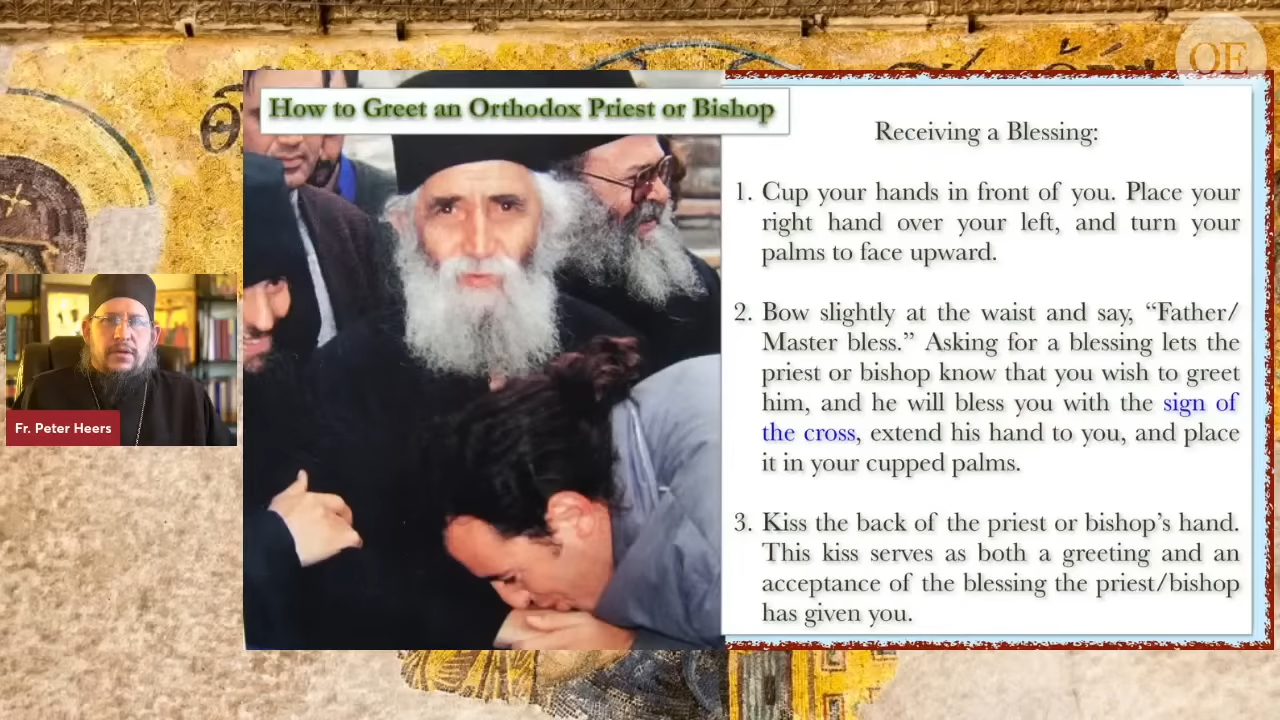 OE
How to Greet an Orthodox Priest or Bishop
Receiving a Blessing:
1. Cup your hands in front of you. Place your
right hand over your left, and turn your
palms to face upward.
2. Bow slightly at the waist and say, “Father/
Master bless.” Asking for a blessing lets the
priest or bishop know that you wish to greet
him, and he will bless you with the sign of
the cross, extend his hand to you, and place
it in your cupped palms.
3. Kiss the back of the priest or bishop’s hand.
This kiss serves as both a greeting and an
acceptance of the blessing the priest/bishop
has given you.
Fr. Peter Heers